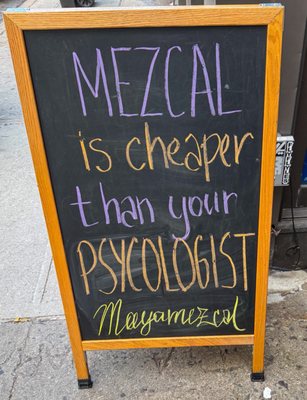 MEZCAL
is cheaper
than your
PSYCOLOGIST
Mayamezcal